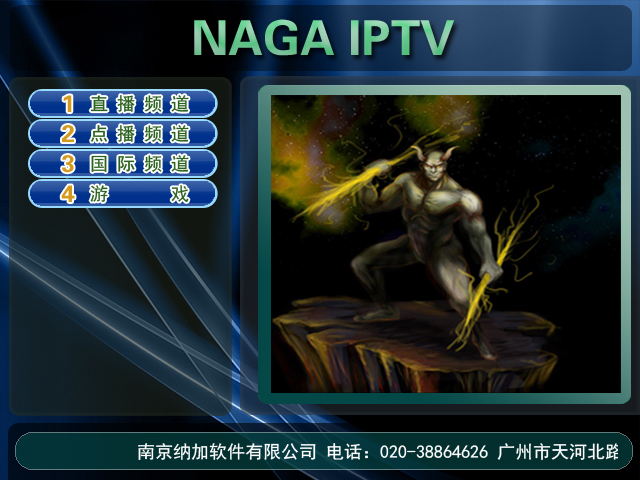 NAGA IPTV
1 直播频道
2 点播频道
3 国际频道
4 游 戏
南京纳加软件有限公司 电话：020-38864626 广州市天河北路